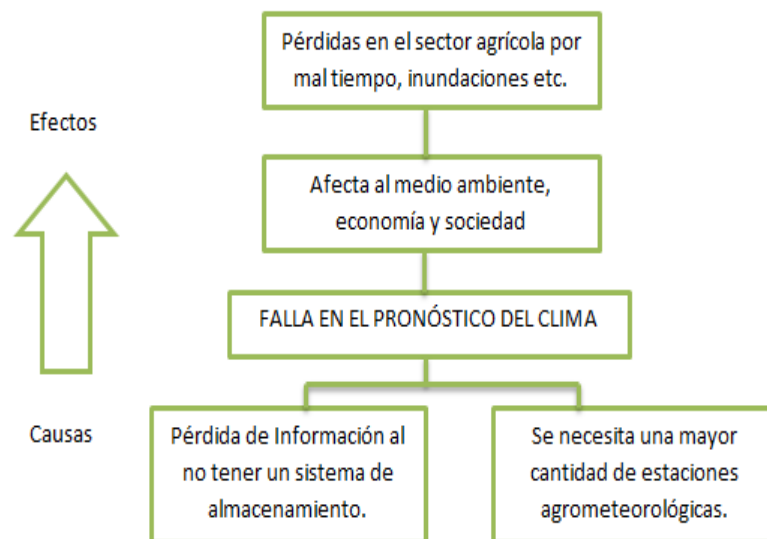 Pérdidas en el sector agrícola por
mal tiempo, inundaciones etc.
Efectos
Afecta al medio ambiente,
economía y sociedad
FALLA EN EL PRONÓSTICO DEL CLIMA
Causas
Pérdida de Información al
no tener un sistema de
almacenamiento.
Se necesita una mayor
cantidad de estaciones
agrometeorológicas.